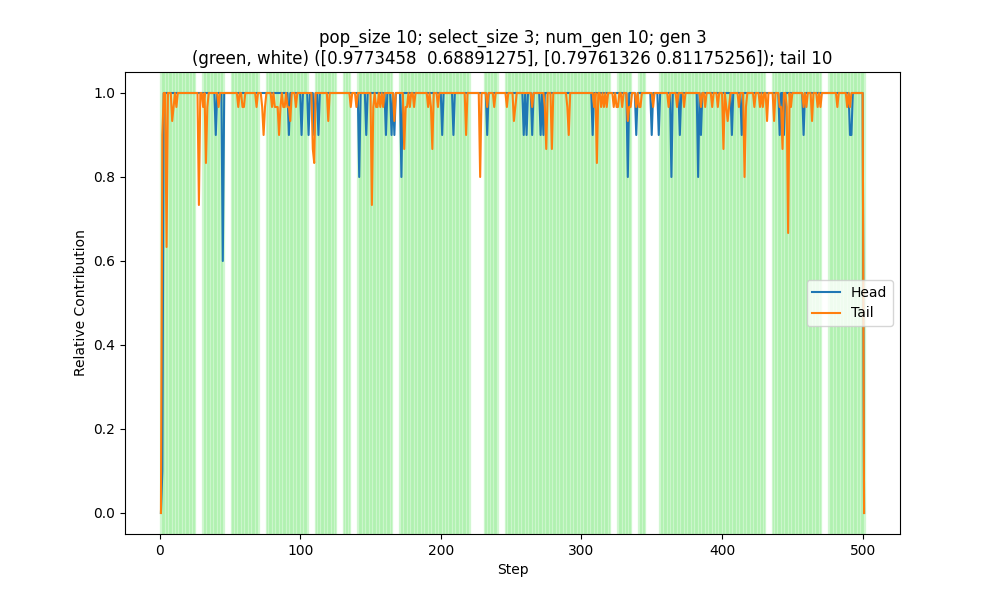 pop_size 10; select_size 3; num_gen 10; gen 3
(green, white) ([0.9773458  0.68891275], [0.79761326 0.81175256]); tail 10
1.0
0.8
0.6
0.4
0.2
0.0
Relative Contribution
Head
Tail
0
100
200
300
400
500
Step